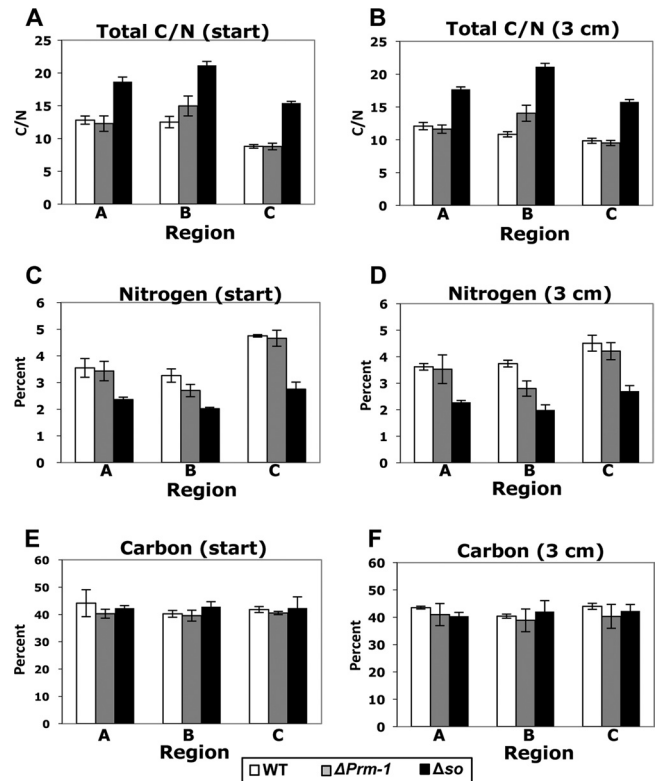 A
Total C/N (start)
25
20
15
10
5
0
C/N
A B C
Region
B
Total C/N (3 cm)
25
20
15
10
5
0
C/N
A B C
Region
C
Nitrogen (start)
6
5
4
3
2
1
0
Percent
A B C
Region
D
Nitrogen (3 cm)
6
5
4
3
2
1
0
Percent
A B C
Region
E
Carbon (start)
60
50
40
30
20
10
0
Percent
A B C
Region
F
Carbon (3 cm)
60
50
40
30
20
10
0
Percent
A B C
Region
WT ΔPrm-1 Δso